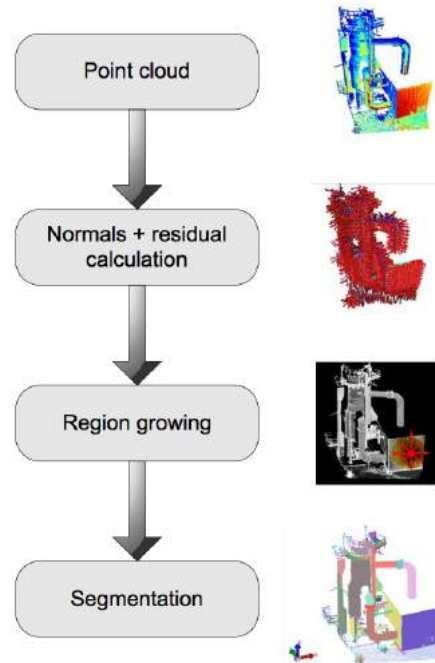 Point cloud
Normals + residual
calculation
Region growing
Segmentation